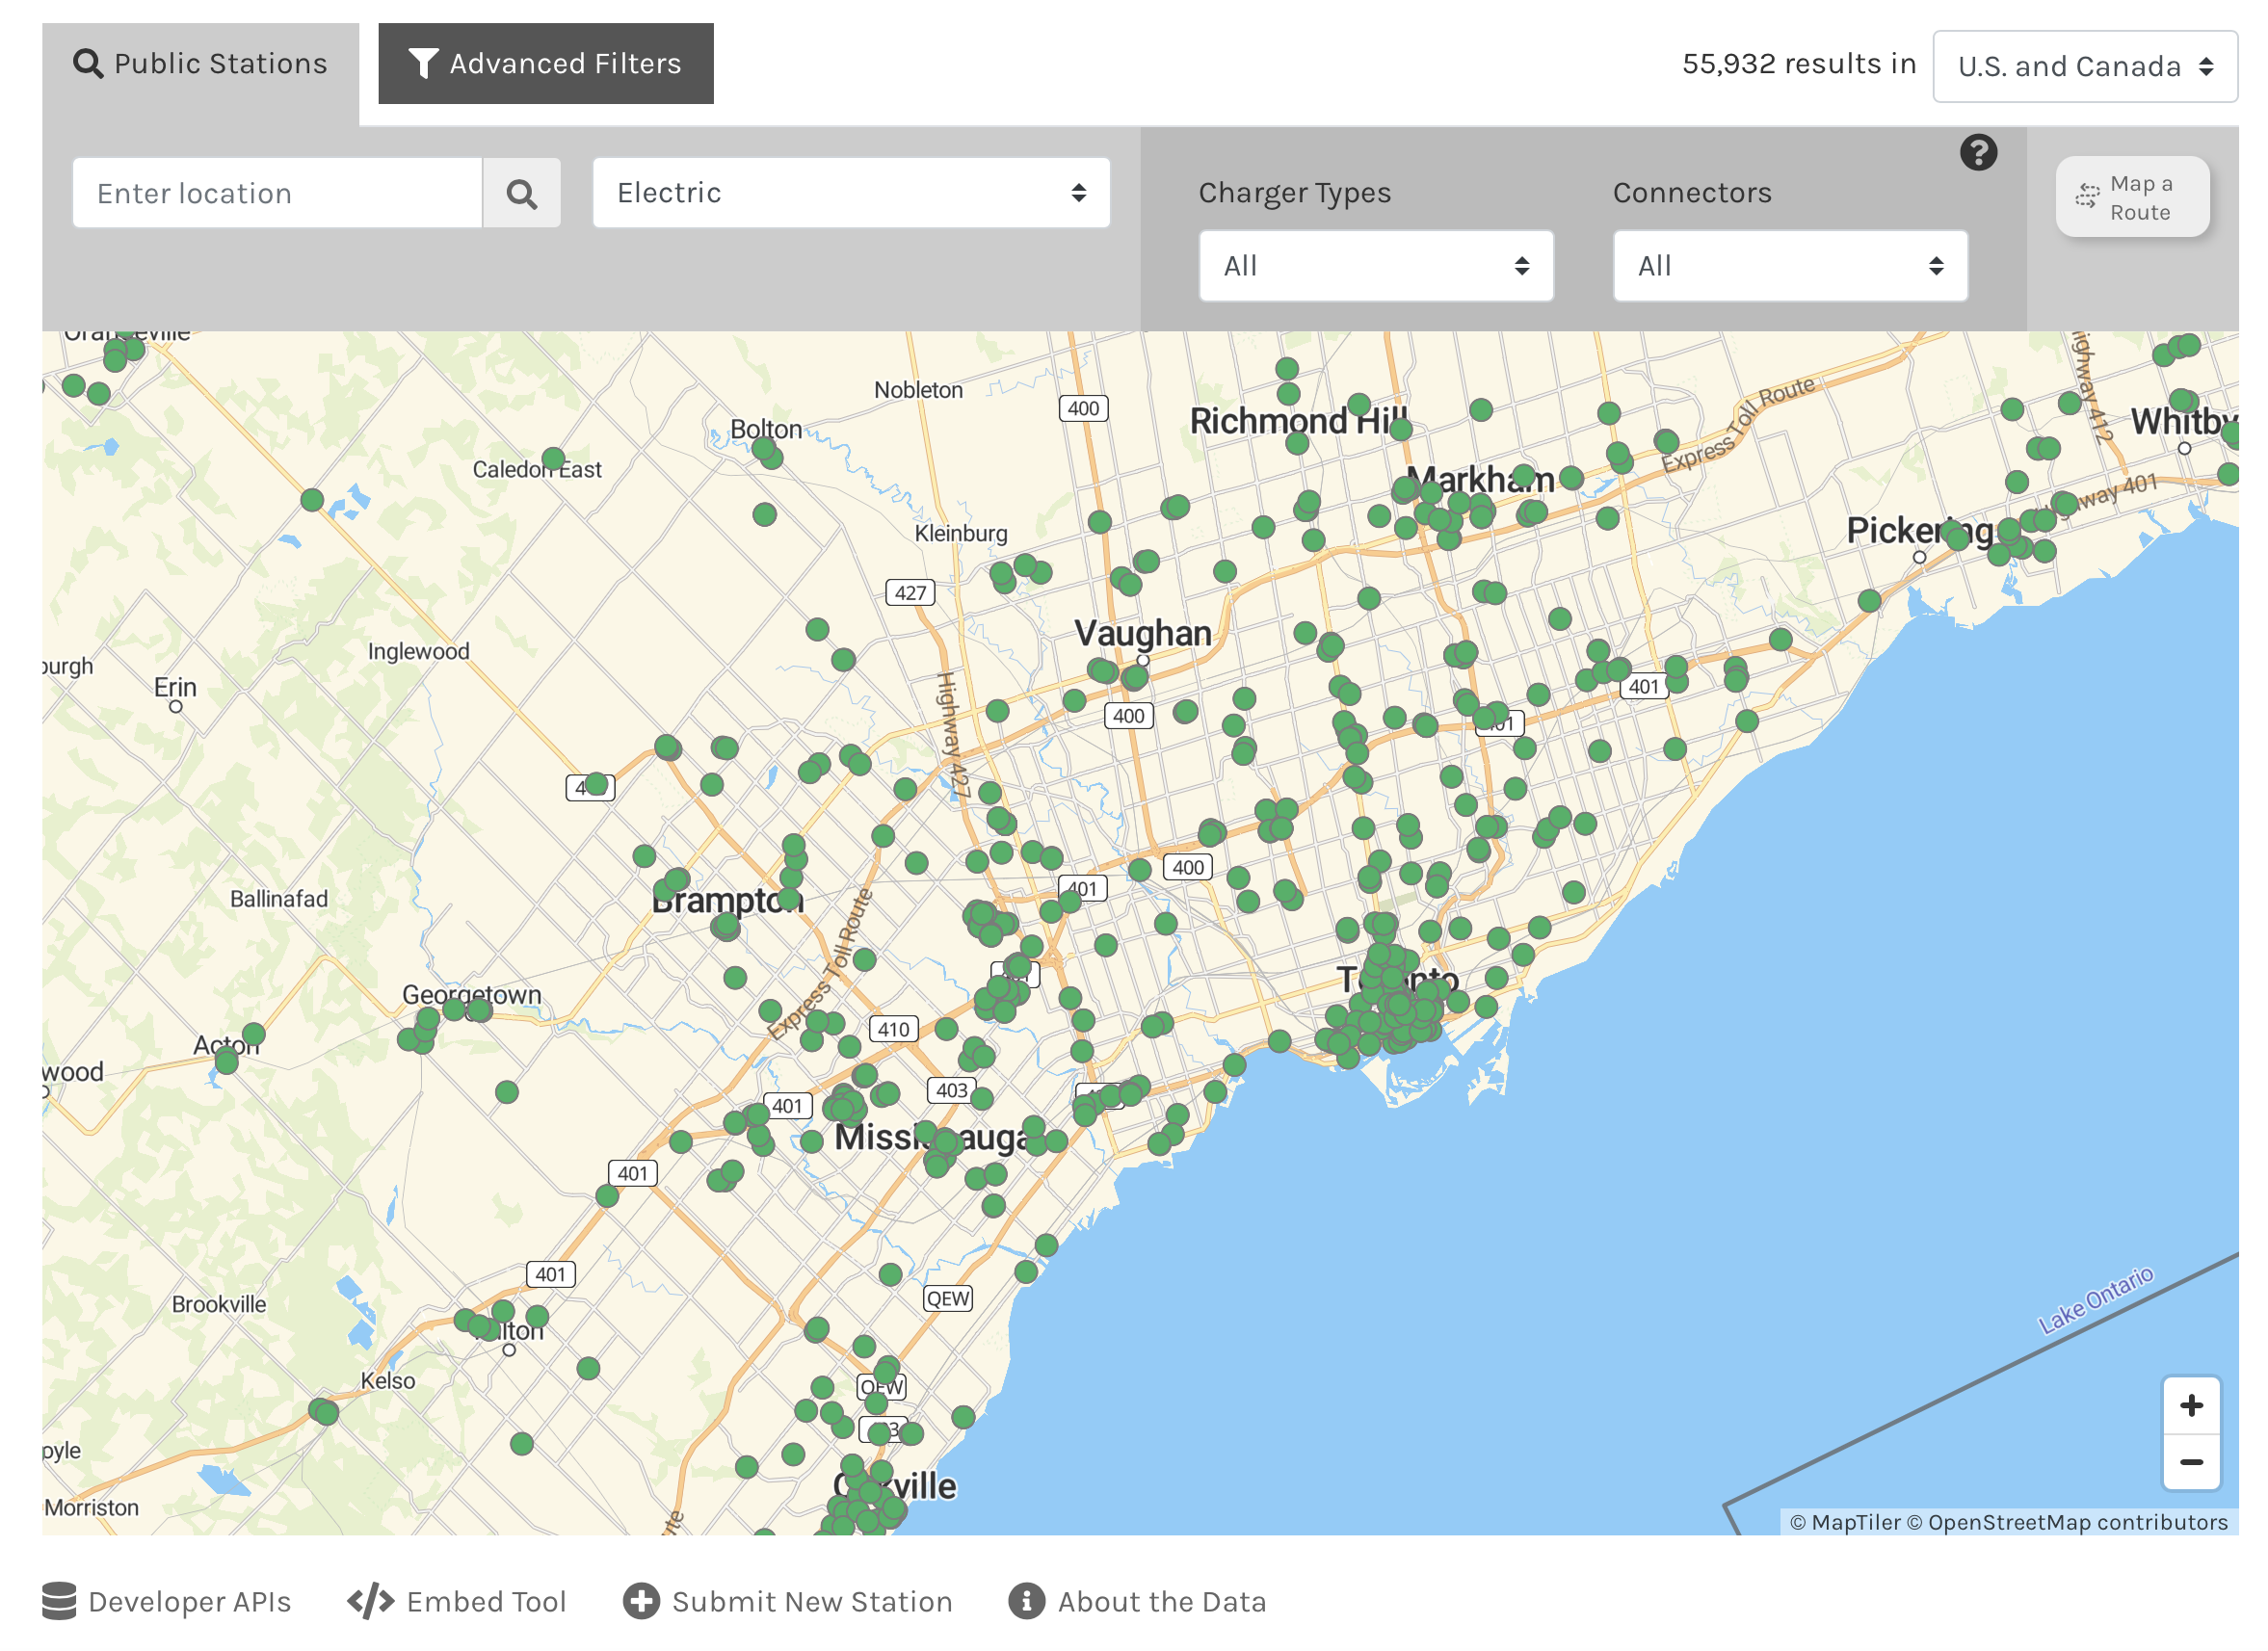 Public Stations
Advanced Filters
55,932 results in
U.S. and Canada
Enter location
Electric
Charger Types
Connectors
?
Map a
Route
All
All
Nobleton
400
Richmond Hill
Bolton
Caledon East
Markham
Express Toll Route
Highway 412
Whitby
Highway 401
Kleinburg
Pickering
427
Vaughan
Inglewood
burgh
Erin
401
400
401
Highway 427
400
401
Brampton
Ballinafad
Express Toll Route
Toronto
Georgetown
410
Acton
wood
403
401
Mississauga
401
401
QEW
Brookville
Lake Ontario
Milton
Kelso
QEW
403
pyle
Oakville
Morriston
© MapTiler © OpenStreetMap contributors
Developer APIs
Embed Tool
Submit New Station
About the Data